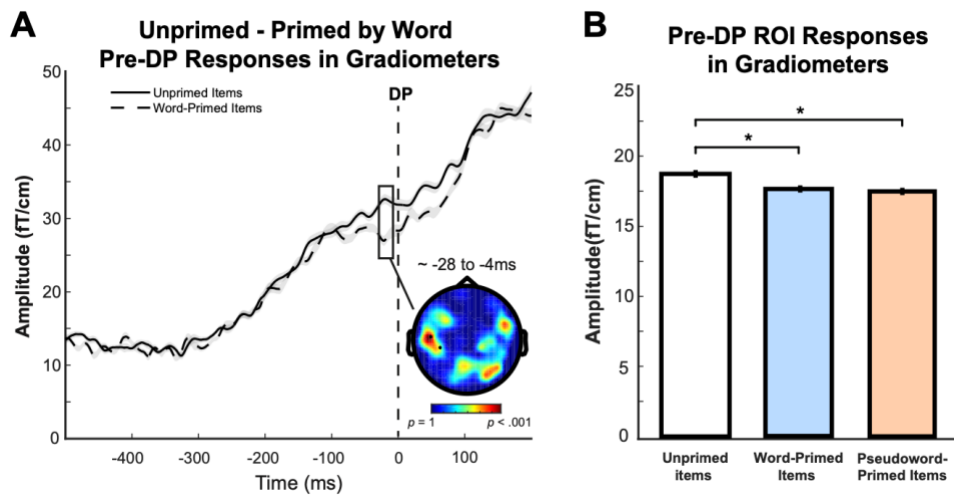 A
Unprimed - Primed by Word
Pre-DP Responses in Gradiometers
50
40
30
20
10
0
Amplitude (fT/cm)
Unprimed Items
Word-Primed Items
DP
~ -28 to -4ms
p = 1
p < .001
-400
-300
-200
-100
0
100
Time (ms)
B
Pre-DP ROI Responses
in Gradiometers
25
20
15
10
5
0
Amplitude(fT/cm)
*
*
Unprimed
items
Word-Primed
Items
Pseudoword-
Primed Items